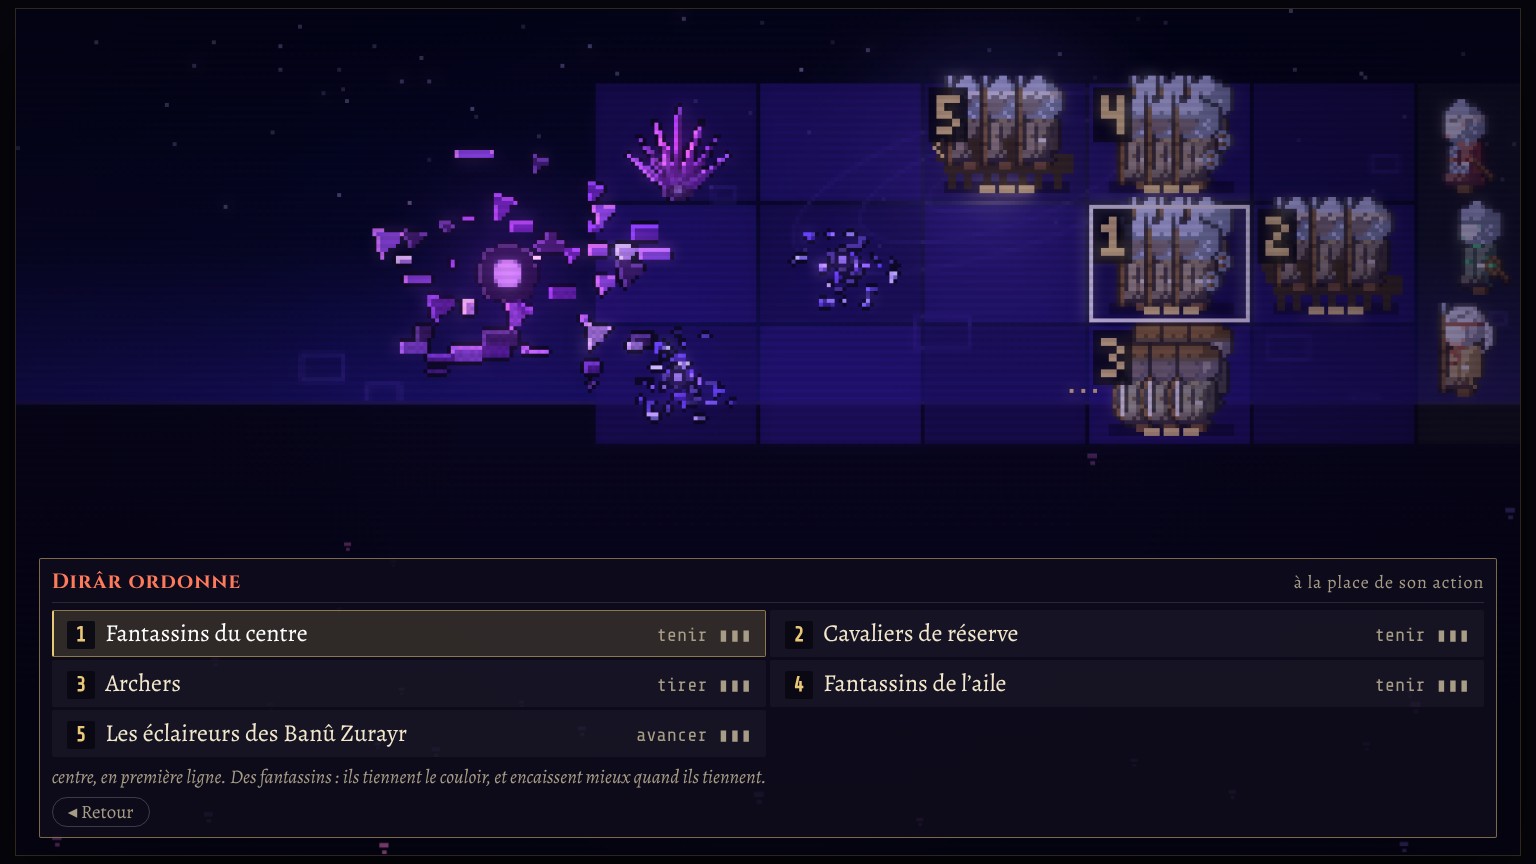 5 4
1 2
3
Dirâr ordonne à la place de son action
1 Fantassins du centre tenir
2 Cavaliers de réserve tenir
3 Archers tirer
4 Fantassins de l’aile tenir
5 Les éclaireurs des Banû Zurayr avancer
centre, en première ligne. Des fantassins : ils tiennent le couloir, et encaissent mieux quand ils tiennent.
◂ Retour